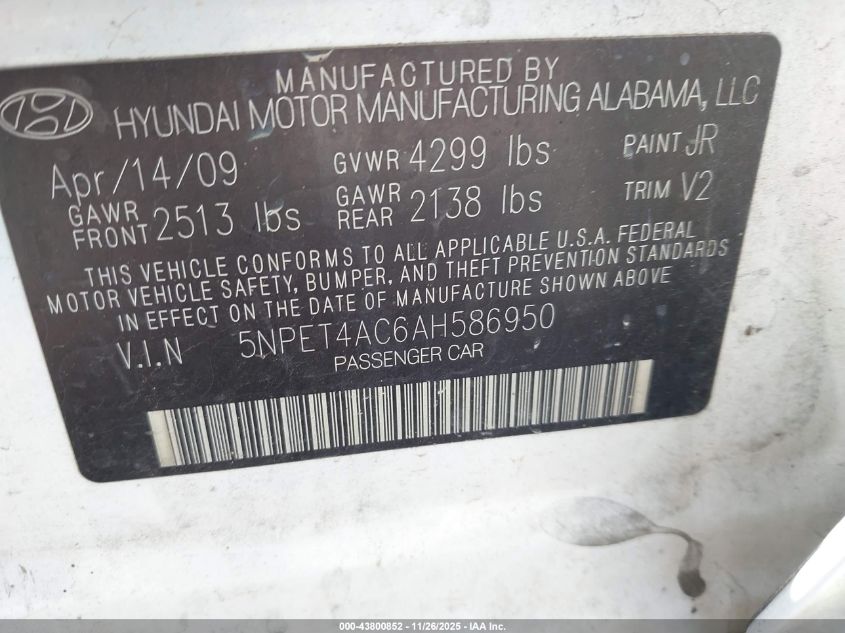 MANUFACTURED BY
HYUNDAI MOTOR MANUFACTURING ALABAMA, LLC
Apr/14/09 GVWR 4299 lbs PAINT JR
GAWR FRONT 2513 lbs GAWR REAR 2138 lbs TRIM V2
THIS VEHICLE CONFORMS TO ALL APPLICABLE U.S.A. FEDERAL
MOTOR VEHICLE SAFETY, BUMPER, AND THEFT PREVENTION STANDARDS
IN EFFECT ON THE DATE OF MANUFACTURE SHOWN ABOVE
V.I.N 5NPET4AC6AH586950
PASSENGER CAR
000-43800852 - 11/26/2025 - IAA Inc.